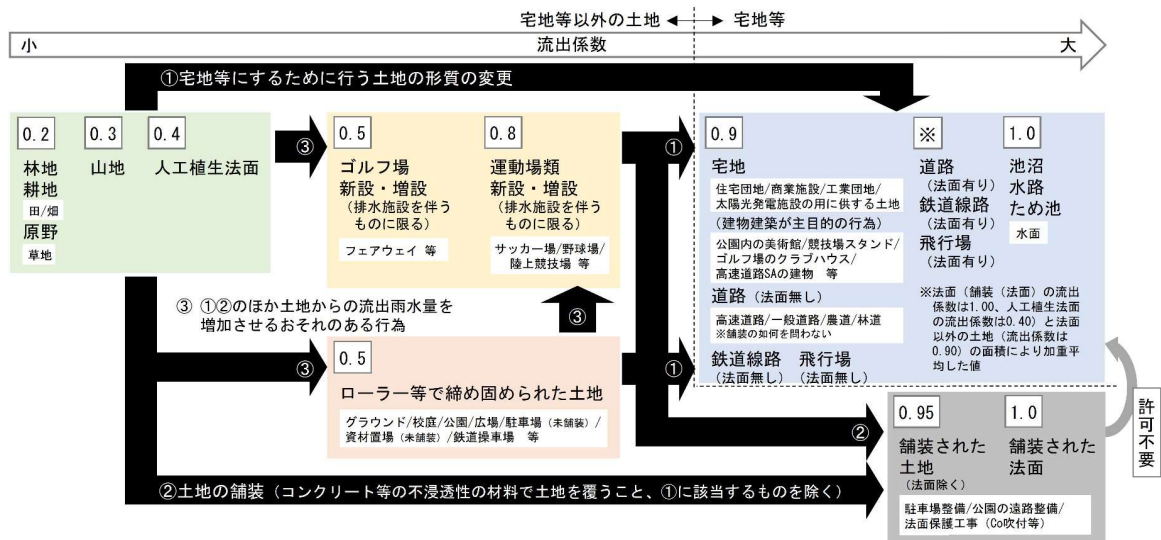 宅地等以外の土地 宅地等
小 流出係数 大
①宅地等にするために行う土地の形質の変更
0.2
林地
耕地
田/畑
原野
草地
0.3
山地
0.4
人工植生法面
③
0.5
ゴルフ場
新設・増設
(排水施設を伴う
ものに限る)
フェアウェイ 等
0.8
運動場類
新設・増設
(排水施設を伴う
ものに限る)
サッカー場/野球場/
陸上競技場 等
①
0.9
宅地
住宅団地/商業施設/工業団地/
太陽光発電施設の用に供する土地
(建物建築が主目的の行為)
公園内の美術館/競技場スタンド/
ゴルフ場のクラブハウス/
高速道路SAの建物 等
道路(法面無し)
高速道路/一般道路/農道/林道
※舗装の如何を問わない
鉄道線路 飛行場
(法面無し) (法面無し)
※
道路
(法面有り)
鉄道線路
(法面有り)
飛行場
(法面有り)
1.0
池沼
水路
ため池
水面
※法面(舗装(法面)の流出
係数は1.00、人工植生法面
の流出係数は0.40)と法面
以外の土地(流出係数は
0.90)の面積により加重平
均した値
③ ①②のほか土地からの流出雨水量を
増加させるおそれのある行為
③
③
0.5
ローラー等で締め固められた土地
グラウンド/校庭/公園/広場/駐車場(未舗装)/
資材置場(未舗装)/鉄道操車場 等
①
②
0.95
舗装された
土地
(法面除く)
1.0
舗装された
法面
駐車場整備/公園の遠路整備/
法面保護工事(Co吹付等)
許可不要
②土地の舗装(コンクリート等の不浸透性の材料で土地を覆うこと、①に該当するものを除く)